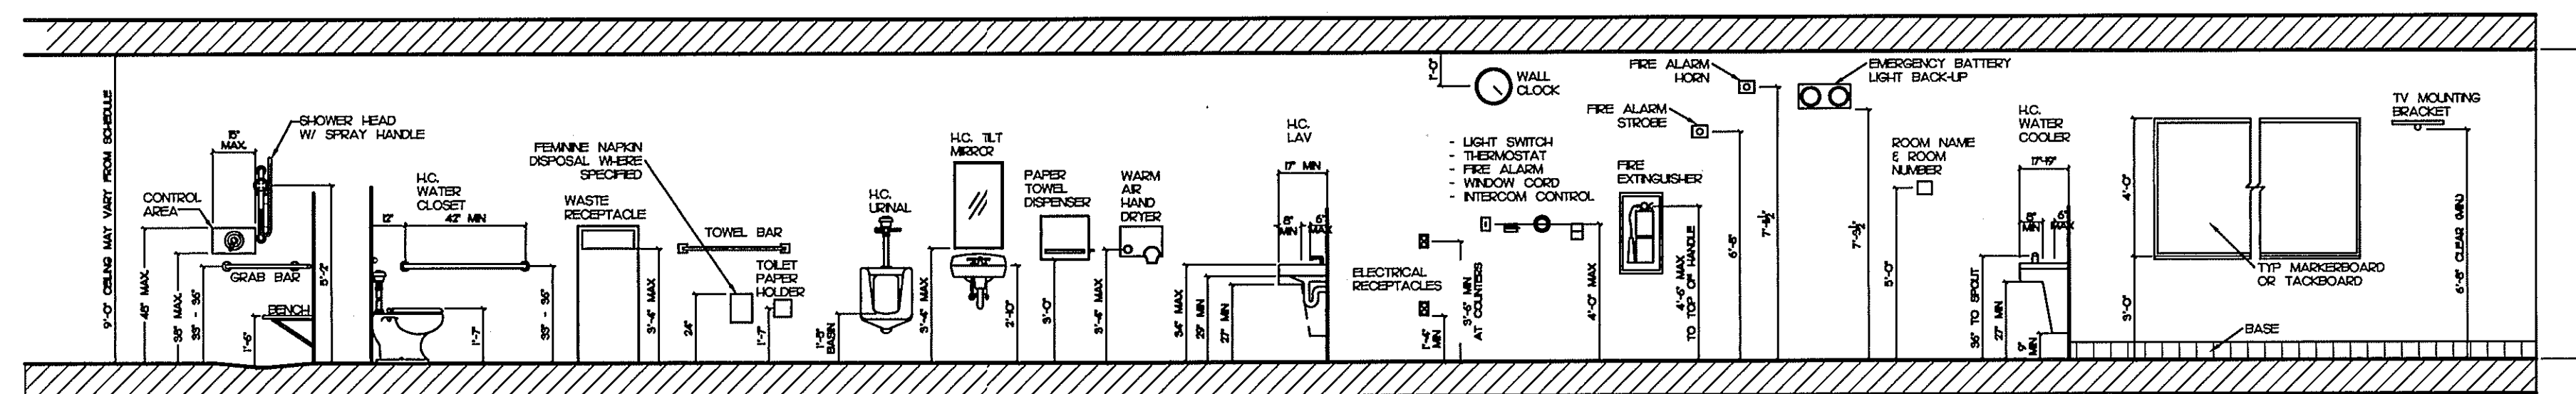 9'-0" CEILING MAY VARY FROM SCHEDULE
SHOWER HEAD
W/ SPRAY HANDLE
15"
MAX.
CONTROL
AREA
48" MAX.
38" MAX.
33" - 36"
GRAB BAR
BENCH
1'-6"
5'-2"
H.C.
WATER
CLOSET
12"
42" MIN
1'-7"
33" - 36"
FEMININE NAPKIN
DISPOSAL WHERE
SPECIFIED
WASTE
RECEPTACLE
3'-4" MAX
TOWEL BAR
24"
TOILET
PAPER
HOLDER
1'-7"
H.C.
URINAL
1'-5"
BASIN
H.C. TILT
MIRROR
3'-4" MAX
2'-10"
PAPER
TOWEL
DISPENSER
3'-0"
WARM
AIR
HAND
DRYER
3'-4" MAX
H.C.
LAV
17" MIN
8"
MIN
6"
MAX
34" MAX
29" MIN
27" MIN
1'-0"
WALL
CLOCK
- LIGHT SWITCH
- THERMOSTAT
- FIRE ALARM
- WINDOW CORD
- INTERCOM CONTROL
ELECTRICAL
RECEPTACLES
1'-4"
MIN
3'-6" MIN
AT COUNTERS
4'-0" MAX
FIRE ALARM
HORN
FIRE ALARM
STROBE
FIRE
EXTINGUISHER
4'-6" MAX
TO TOP OF HANDLE
6'-8"
EMERGENCY BATTERY
LIGHT BACK-UP
ROOM NAME
& ROOM
NUMBER
5'-0"
H.C.
WATER
COOLER
17"-19"
8"
MIN
MAX
36" TO SPOUT
27" MIN
9"
MIN
4'-0"
3'-0"
TYP MARKERBOARD
OR TACKBOARD
BASE
TV MOUNTING
BRACKET
6'-8" CLEAR (MIN.)